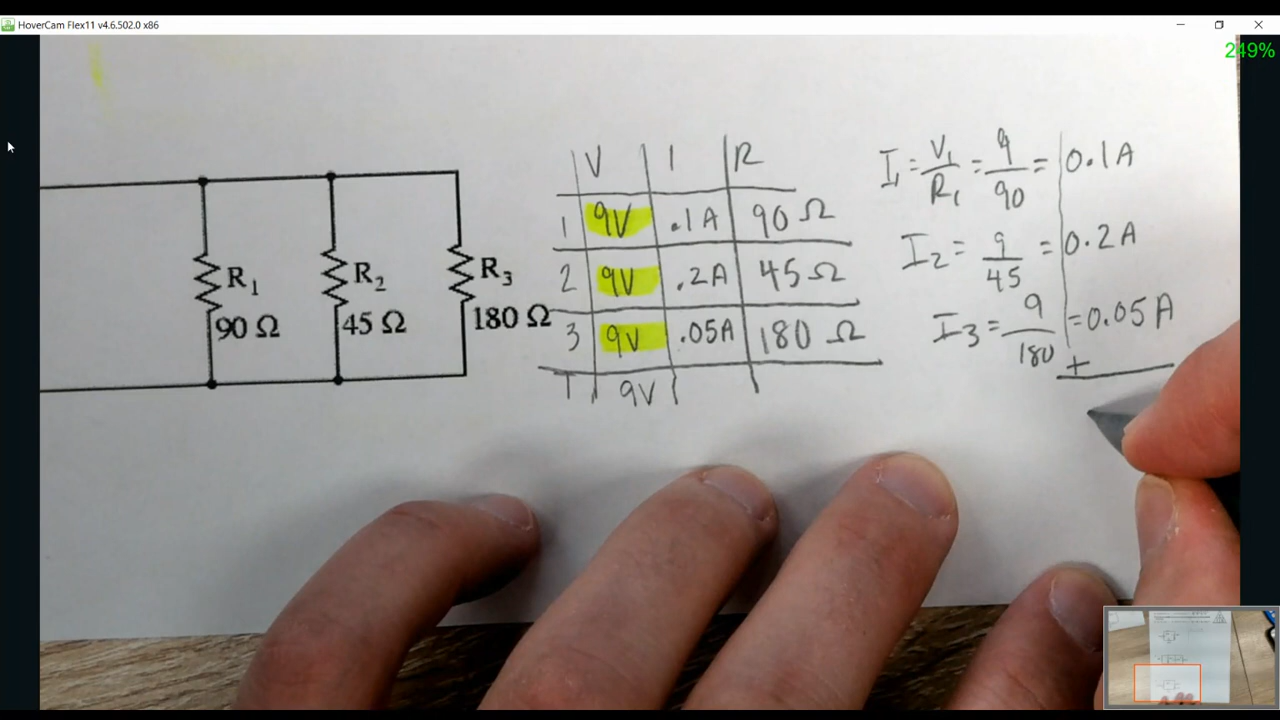 HoverCam Flex11 v4.6.502.0 x86
249%
R1
90 Ω
R2
45 Ω
R3
180 Ω
V I R
1 9V .1A 90 Ω
2 9V .2A 45 Ω
3 9V .05A 180 Ω
T 9V
I1 = V1/R1 = 9/90 = 0.1A
I2 = 9/45 = 0.2A
I3 = 9/180 = 0.05A
+